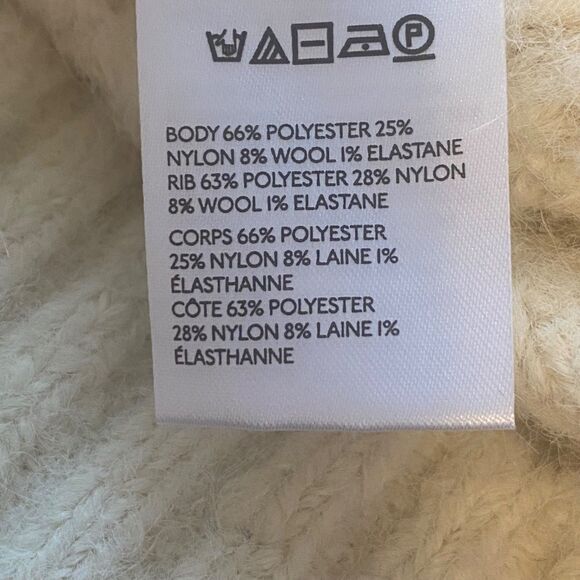 P
BODY 66% POLYESTER 25%
NYLON 8% WOOL 1% ELASTANE
RIB 63% POLYESTER 28% NYLON
8% WOOL 1% ELASTANE
CORPS 66% POLYESTER
25% NYLON 8% LAINE 1%
ÉLASTHANNE
CÔTE 63% POLYESTER
28% NYLON 8% LAINE 1%
ÉLASTHANNE